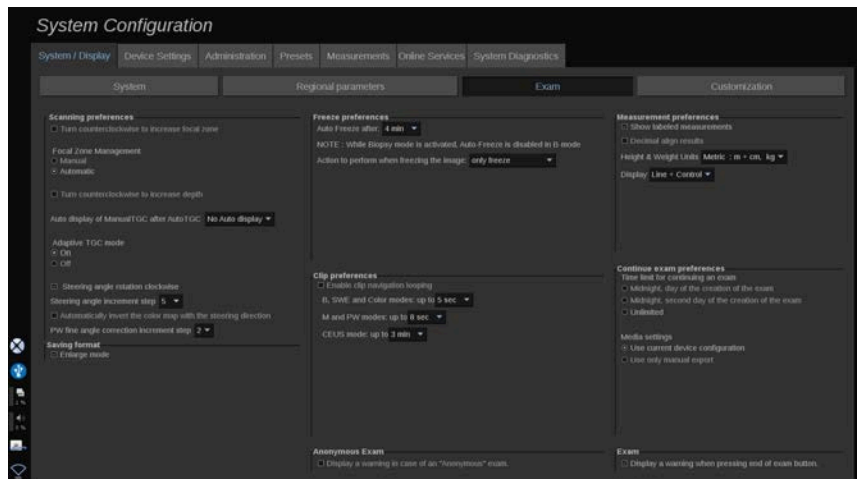 System Configuration
System / Display
Device Settings
Administration
Presets
Measurements
Online Services
System Diagnostics
System
Regional parameters
Exam
Customization
Scanning preferences
Turn counterclockwise to increase focal zone
Focal Zone Management
Manual
Automatic
Turn counterclockwise to increase depth
Auto display of ManualTGC after AutoTGC No Auto display
Adaptive TGC mode
On
Off
Steering angle rotation clockwise
Steering angle increment step 5
Automatically invert the color map with the steering direction
PW fine angle correction increment step 2
Saving format
Enlarge mode
Freeze preferences
Auto Freeze after: 4 min
NOTE : While Biopsy mode is activated, Auto Freeze is disabled in B mode
Action to perform when freezing the image: only freeze
Clip preferences
Enable clip navigation looping
B, SWE and Color modes: up to 5 sec
M and PW modes: up to 8 sec
CEUS mode: up to 3 min
Anonymous Exam
Display a warning in case of an "Anonymous" exam.
Measurement preferences
Show labeled measurements
Decimal align results
Height & Weight Units Metric : m + cm, kg
Display Line + Control
Continue exam preferences
Time limit for continuing an exam
Midnight, day of the creation of the exam
Midnight, second day of the creation of the exam
Unlimited
Media settings
Use current device configuration
Use only manual export
Exam
Display a warning when pressing end of exam button.